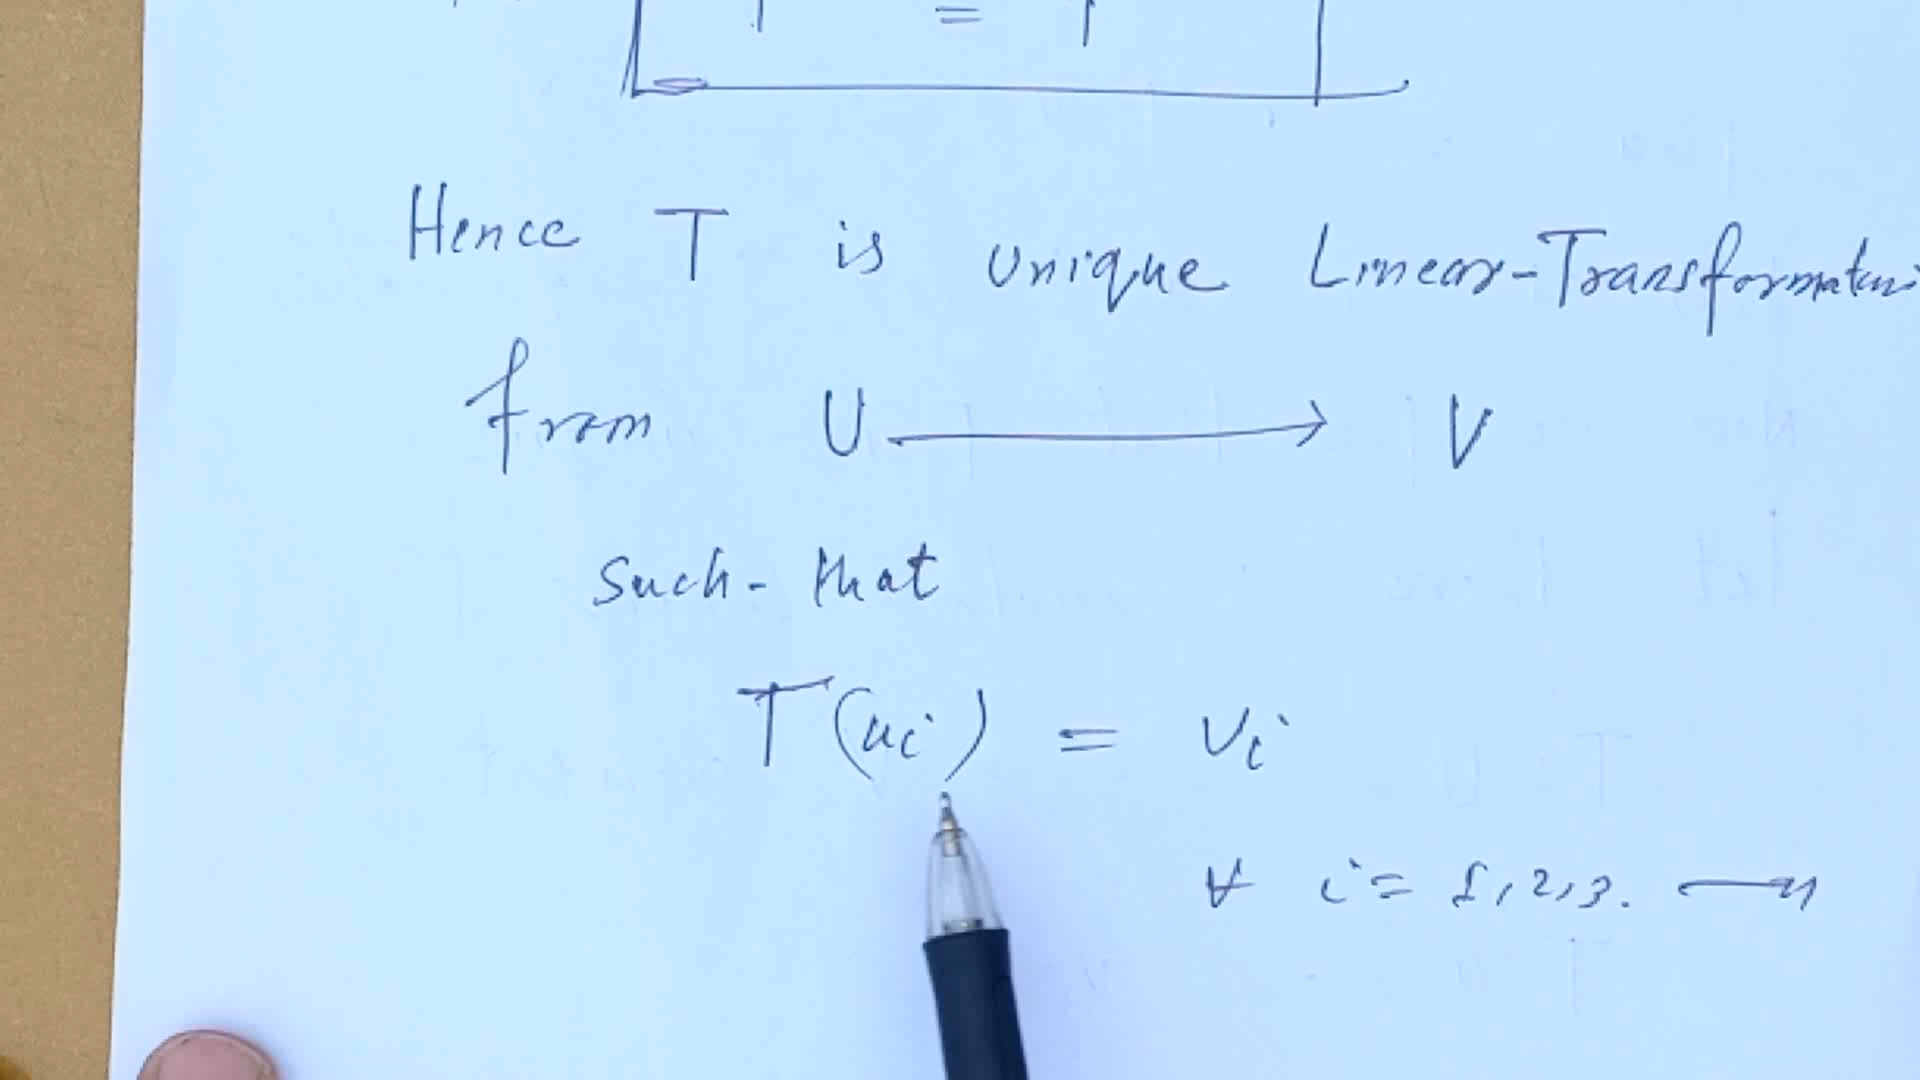 =
Hence T is unique Linear-Transformation
from U → V
such-that
T(ui) = vi
∀ i = 1,2,3. — n